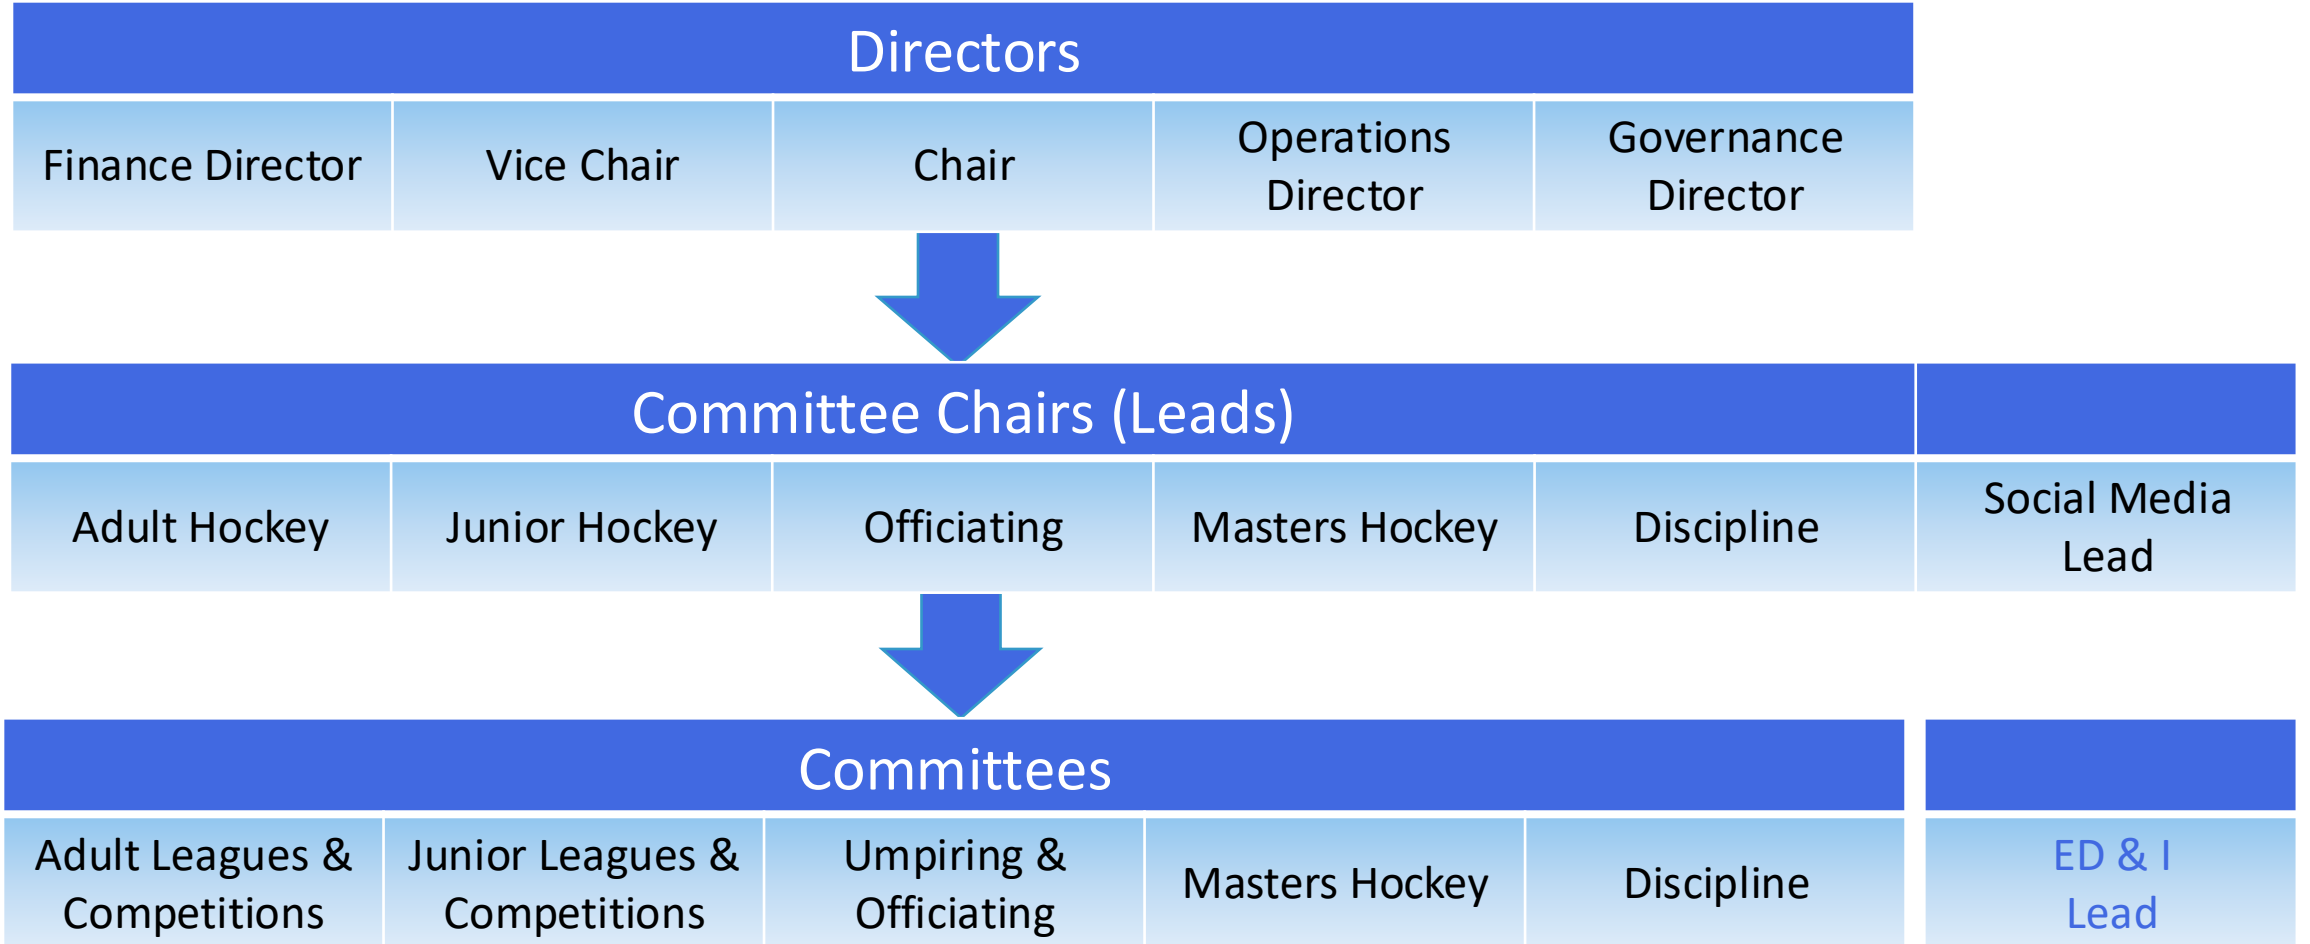 Directors
Finance Director
Vice Chair
Chair
Operations
Director
Governance
Director
Committee Chairs (Leads)
Adult Hockey
Junior Hockey
Officiating
Masters Hockey
Discipline
Social Media
Lead
Committees
Adult Leagues &
Competitions
Junior Leagues &
Competitions
Umpiring &
Officiating
Masters Hockey
Discipline
ED & I
Lead